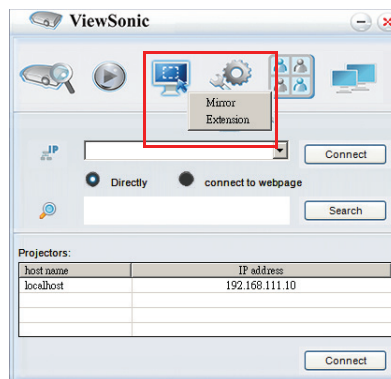 ViewSonic
Mirror
Extension
IP
Connect
Directly
connect to webpage
Search
Projectors:
host name IP address
localhost 192.168.111.10
Connect